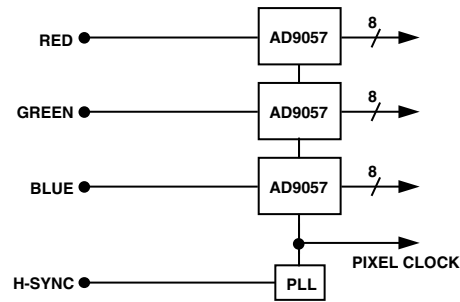 8
RED AD9057
8
GREEN AD9057
8
BLUE AD9057
PIXEL CLOCK
H-SYNC PLL